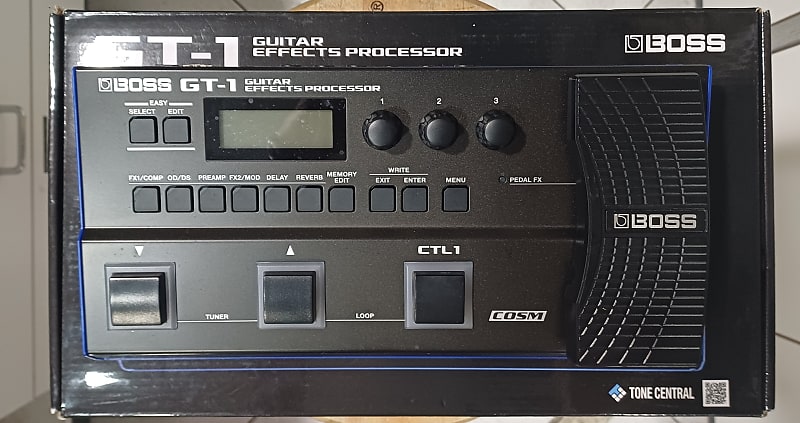 GT-1 GUITAR
EFFECTS PROCESSOR
BOSS
BOSS GT-1 GUITAR
EFFECTS PROCESSOR
EASY
SELECT EDIT
1 2 3
FX1/COMP OD/DS PREAMP FX2/MOD DELAY REVERB MEMORY
EDIT
WRITE
EXIT ENTER
MENU
PEDAL FX
BOSS
▼ ▲ CTL1
TUNER LOOP
COSM
TONE CENTRAL